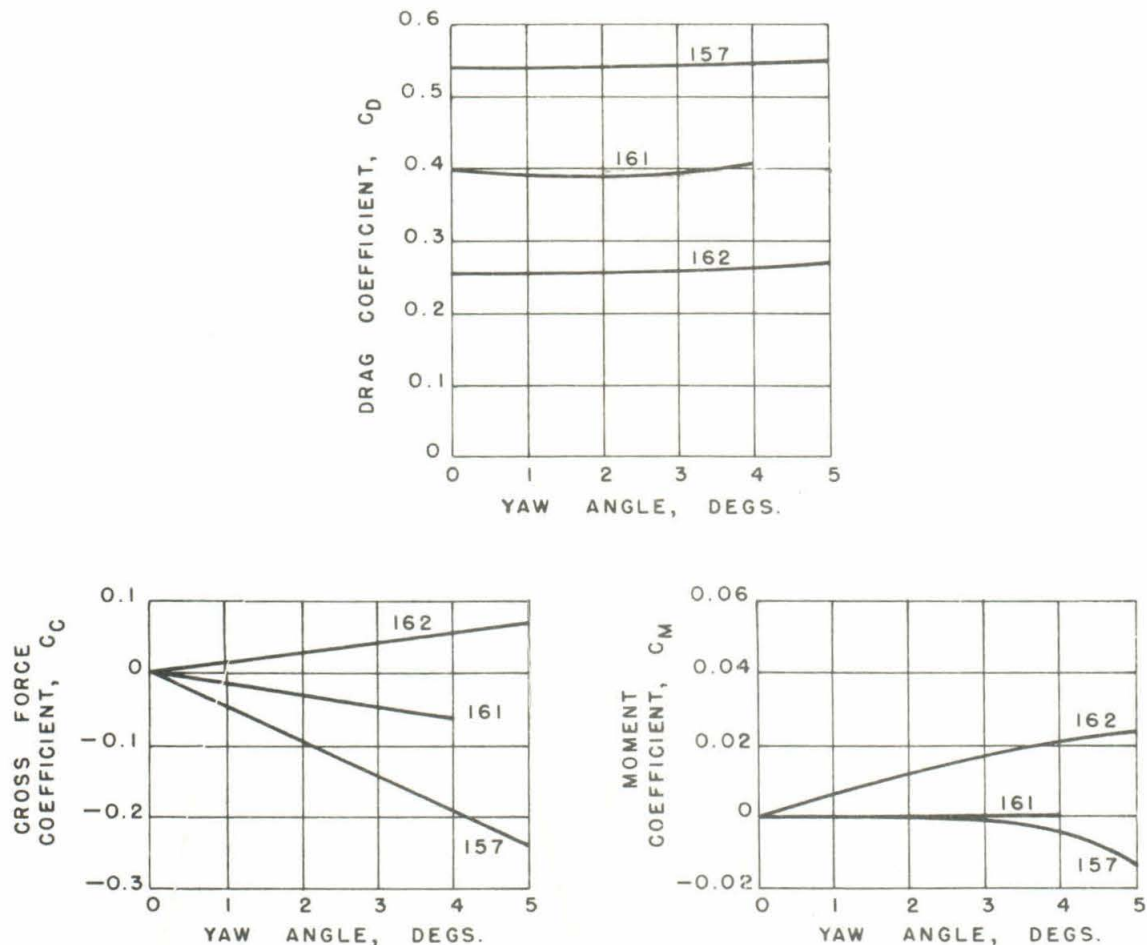 0.6
0.5
0.4
0.3
0.2
0.1
0
DRAG COEFFICIENT, CD
157
161
162
0 1 2 3 4 5
YAW ANGLE, DEGS.
0.1
0
-0.1
-0.2
-0.3
CROSS FORCE
COEFFICIENT, CC
162
161
157
0 1 2 3 4 5
YAW ANGLE, DEGS.
0.06
0.04
0.02
0
-0.02
MOMENT
COEFFICIENT, CM
162
161
157
0 1 2 3 4 5
YAW ANGLE, DEGS.